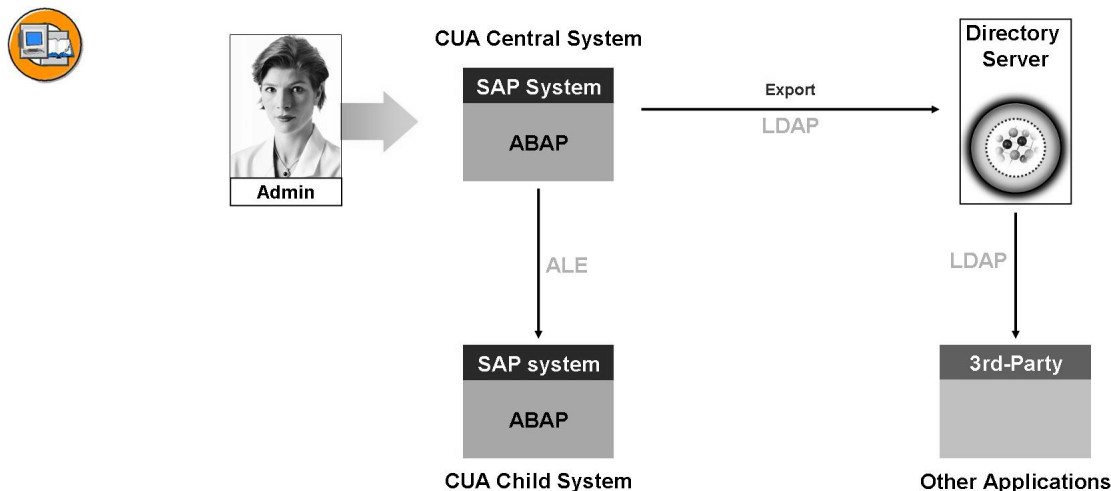 CUA Central System
Directory
Server
SAP System
ABAP
Export
LDAP
Admin
ALE
LDAP
SAP system
ABAP
3rd-Party
CUA Child System
Other Applications